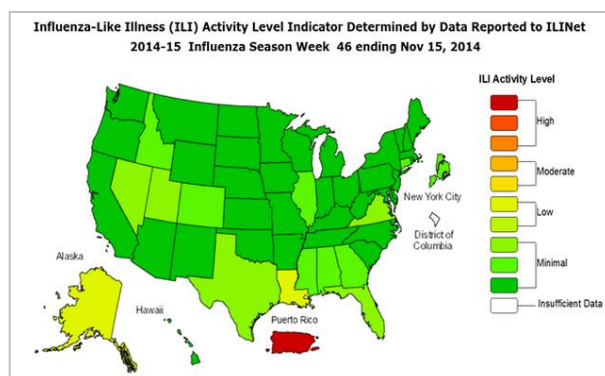 Influenza-Like Illness (ILI) Activity Level Indicator Determined by Data Reported to ILINet
2014-15 Influenza Season Week 46 ending Nov 15, 2014
ILI Activity Level
High
Moderate
Low
Minimal
Insufficient Data
New York City
District of
Columbia
Alaska
Hawaii
Puerto Rico